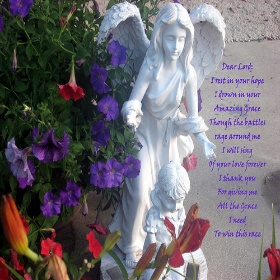 Dear Lord;
I rest in your hope
I drown in your
Amazing Grace
Though the battles
rage around me
I will sing
Of your love forever
I thank you
For giving me
All the Grace
I need
To win this race